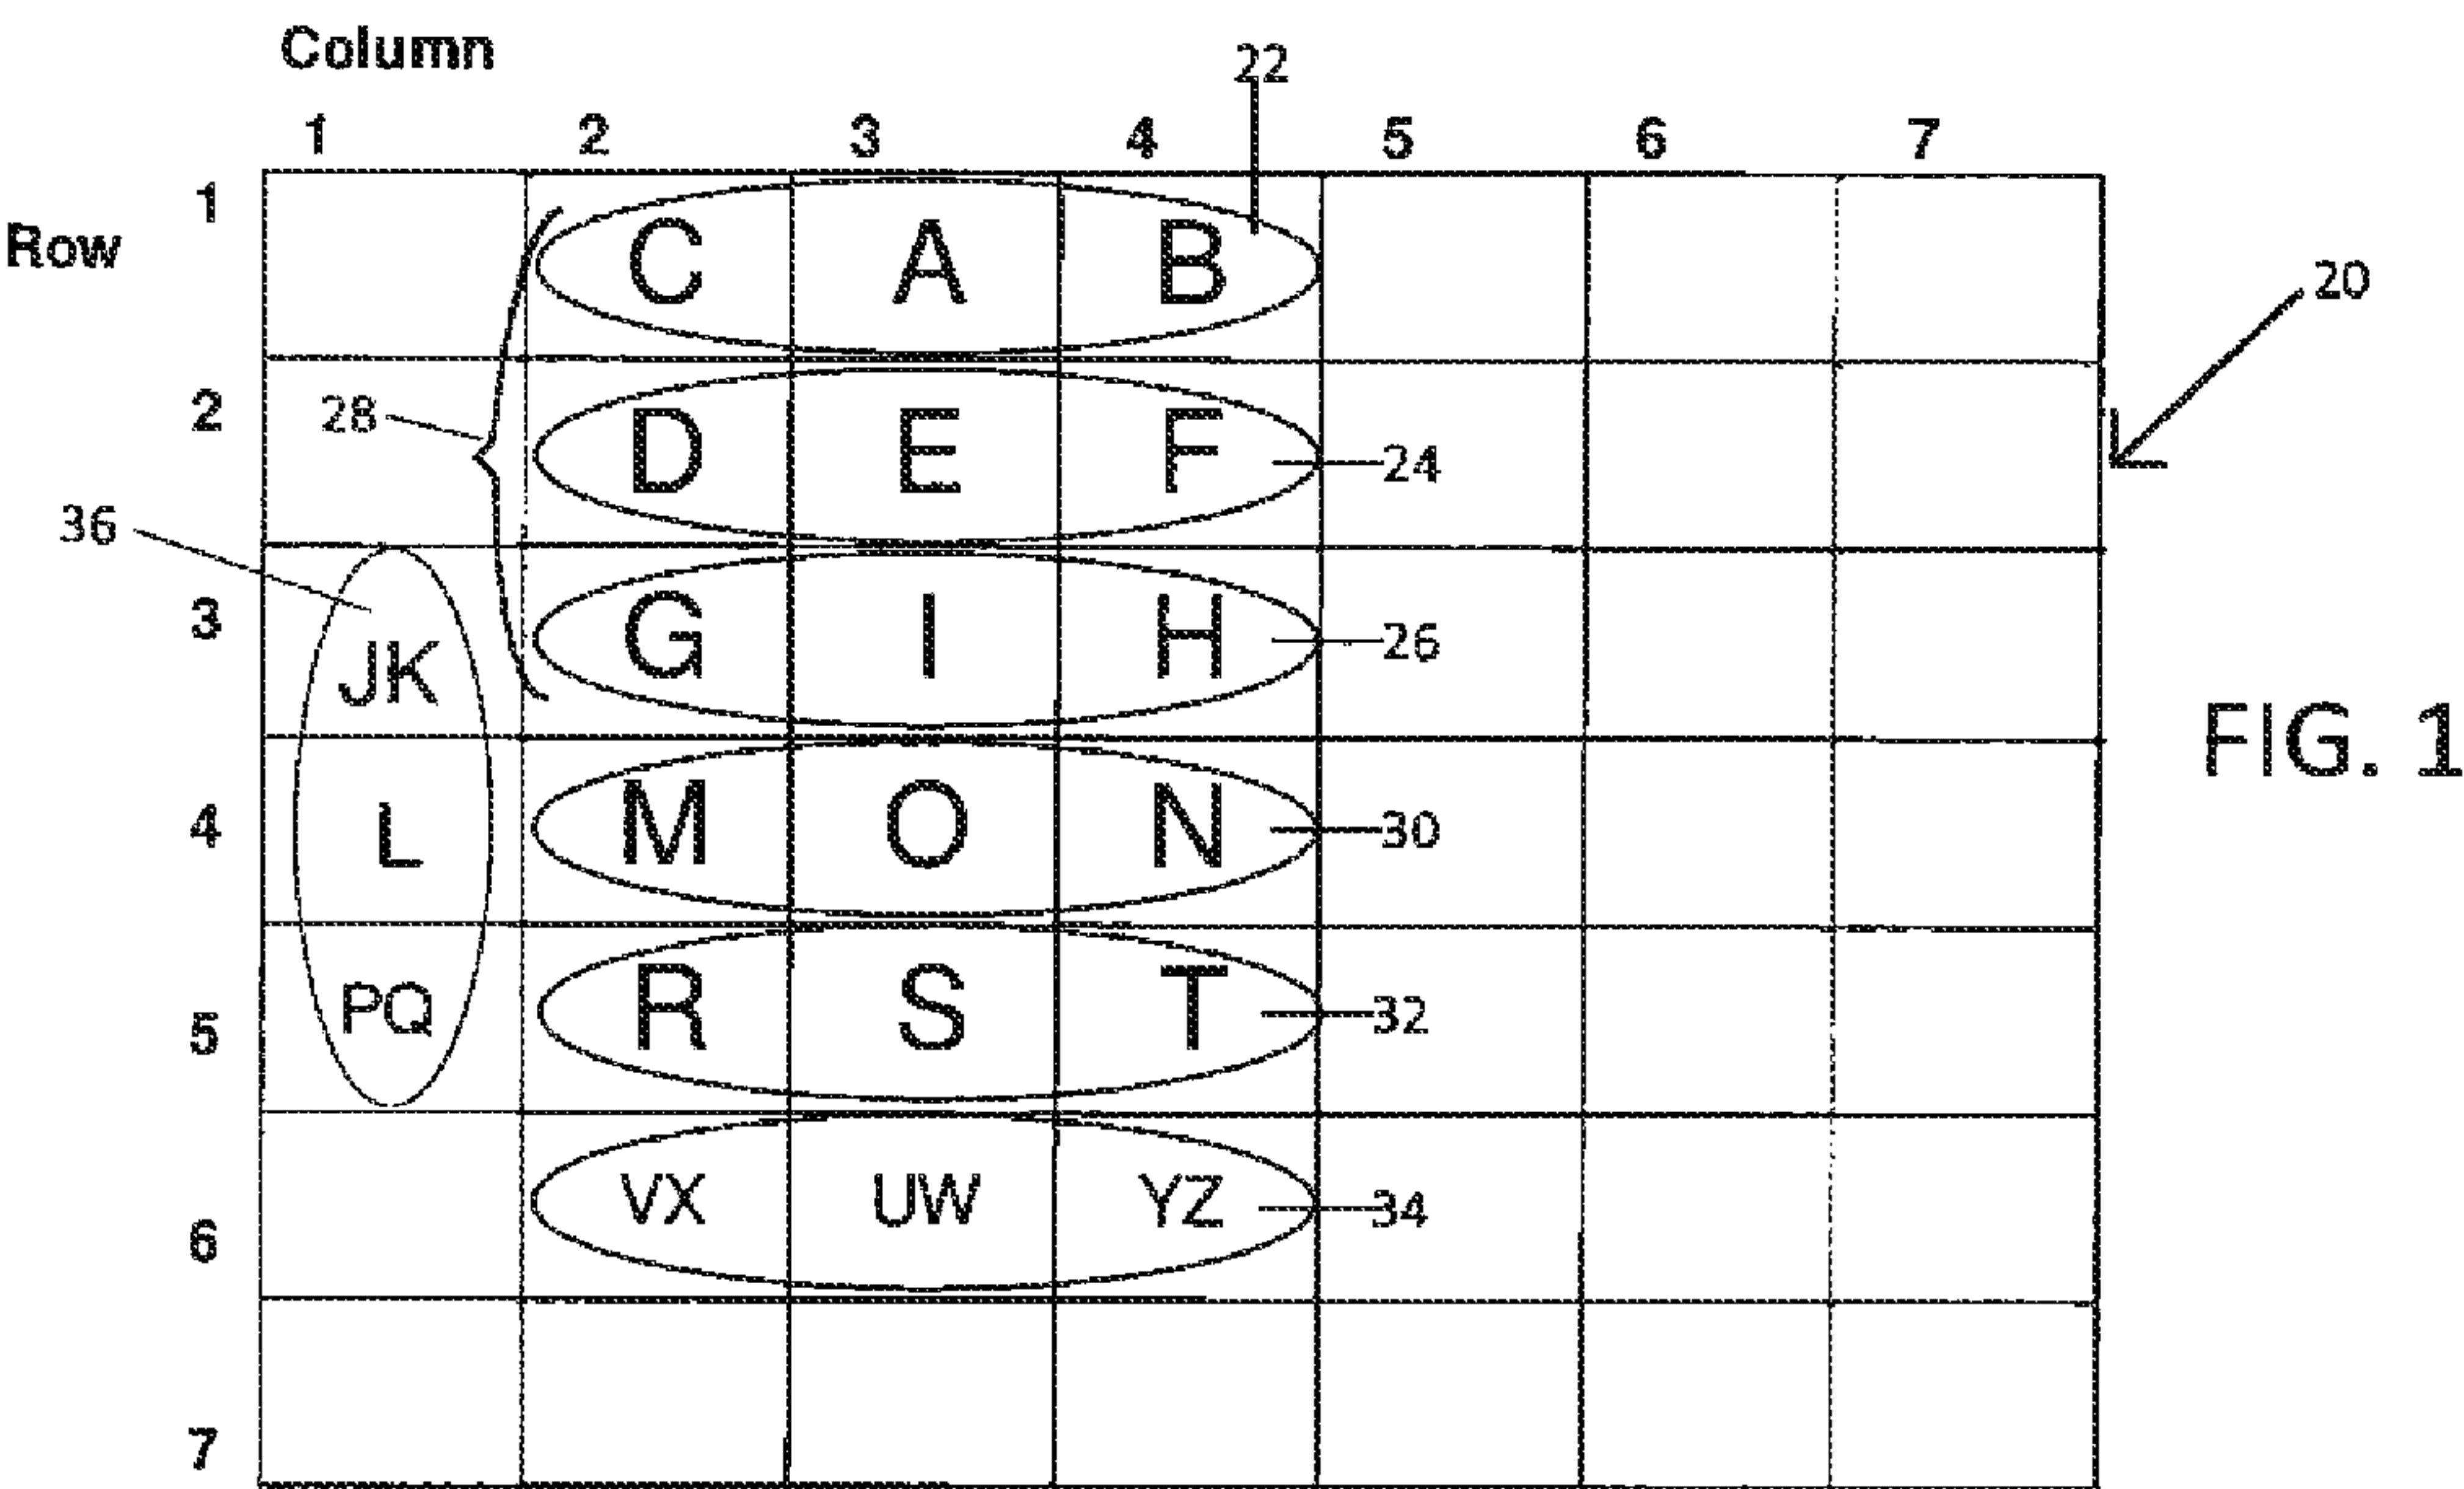 Column
22
1 2 3 4 5 6 7
1
Row
C A B
20
2
28
D E F
24
36
3
JK
G I H
26
FIG. 1
4
L
M O N
30
5
PQ
R S T
32
6
VX UW YZ
34
7